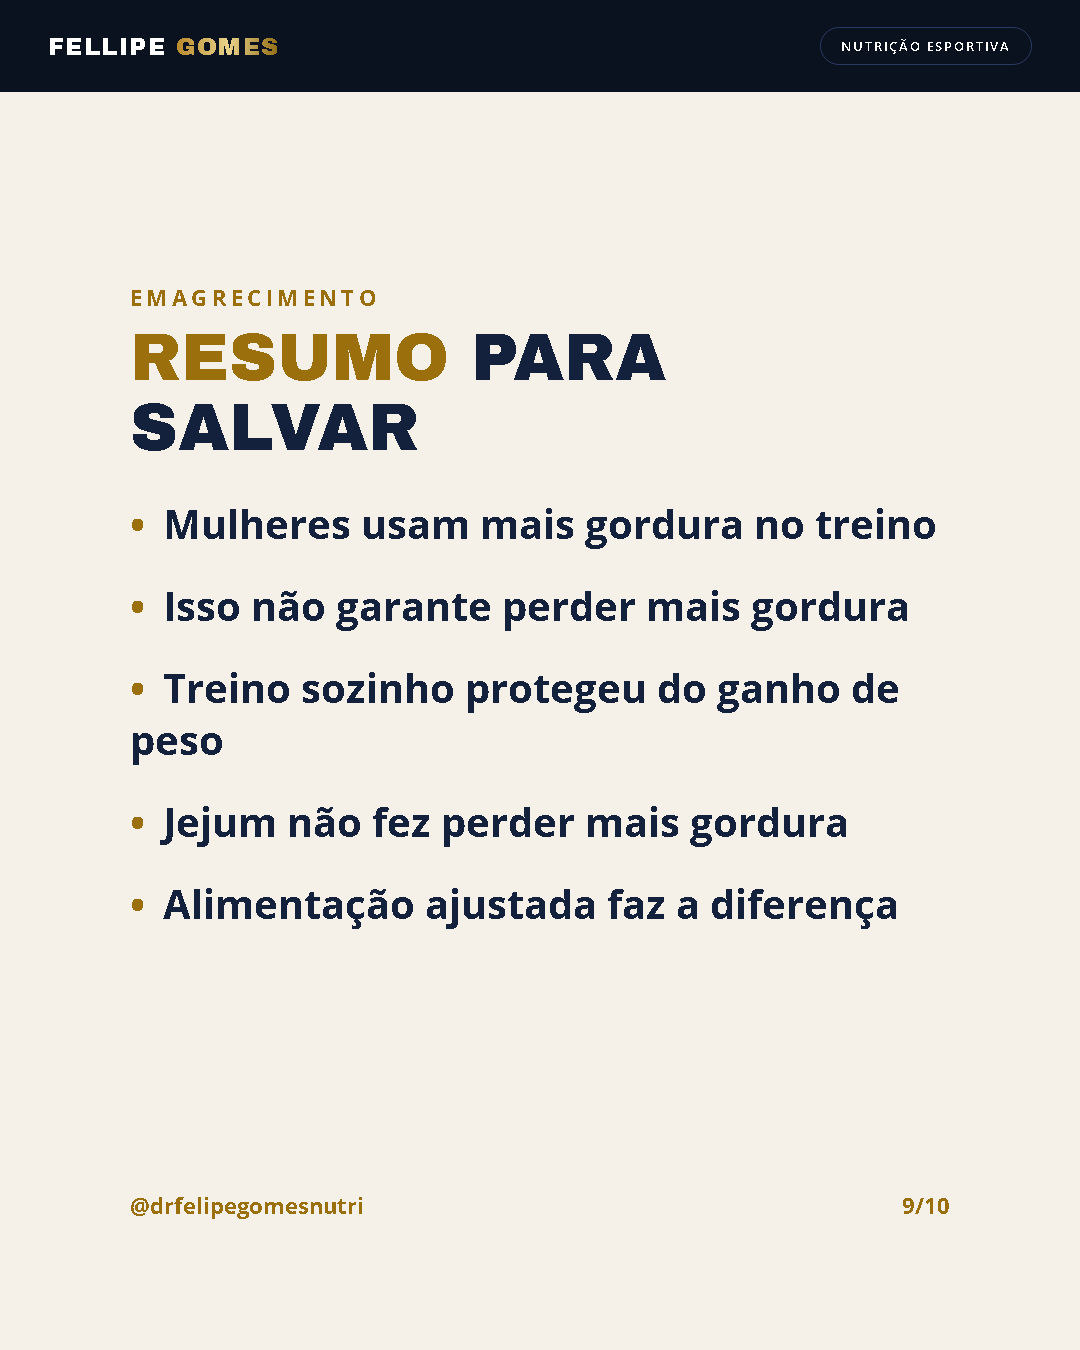 FELLIPE GOMES
NUTRIÇÃO ESPORTIVA
EMAGRECIMENTO
RESUMO PARA
SALVAR
• Mulheres usam mais gordura no treino
• Isso não garante perder mais gordura
• Treino sozinho protegeu do ganho de
peso
• Jejum não fez perder mais gordura
• Alimentação ajustada faz a diferença
@drfelipegomesnutri
9/10